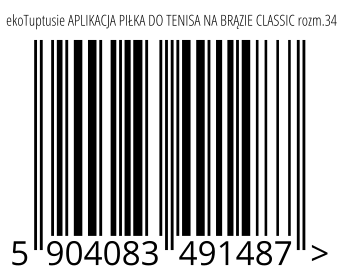 ekoTuptusie APLIKACJA PIŁKA DO TENISA NA BRĄZIE CLASSIC rozm.34
5 904083 491487 >